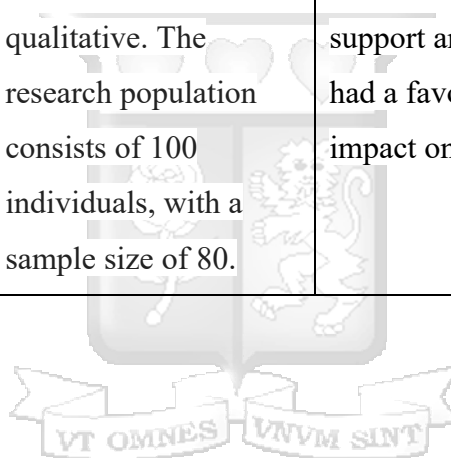 qualitative. The
research population
consists of 100
individuals, with a
sample size of 80.
support
had a
impact
VT OMNES VNVM SINT